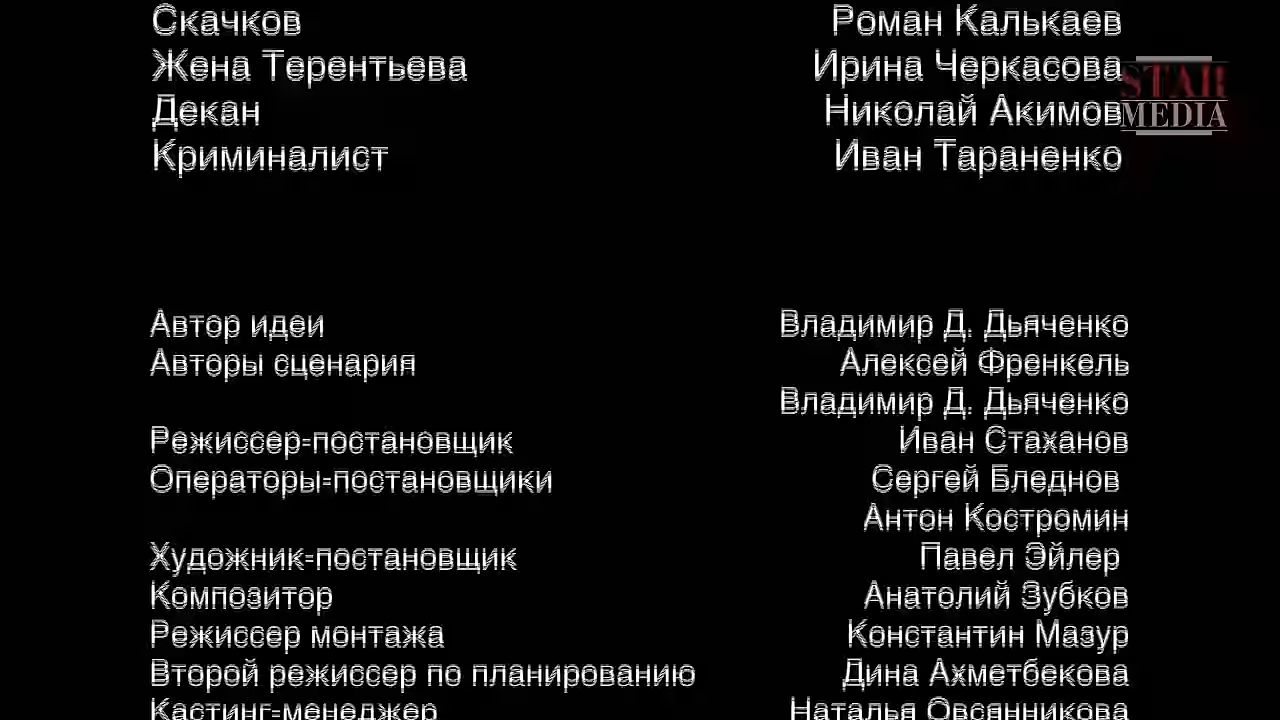 Скачков Роман Калькаев
Жена Терентьева Ирина Черкасова
Декан Николай Акимов
Криминалист Иван Тараненко
STAR
MEDIA
Автор идеи Владимир Д. Дьяченко
Авторы сценария Алексей Френкель
Владимир Д. Дьяченко
Режиссер-постановщик Иван Стаханов
Операторы-постановщики Сергей Бледнов
Антон Костромин
Художник-постановщик Павел Эйлер
Композитор Анатолий Зубков
Режиссер монтажа Константин Мазур
Второй режиссер по планированию Дина Ахметбекова
Кастинг-менеджер Наталья Овсянникова